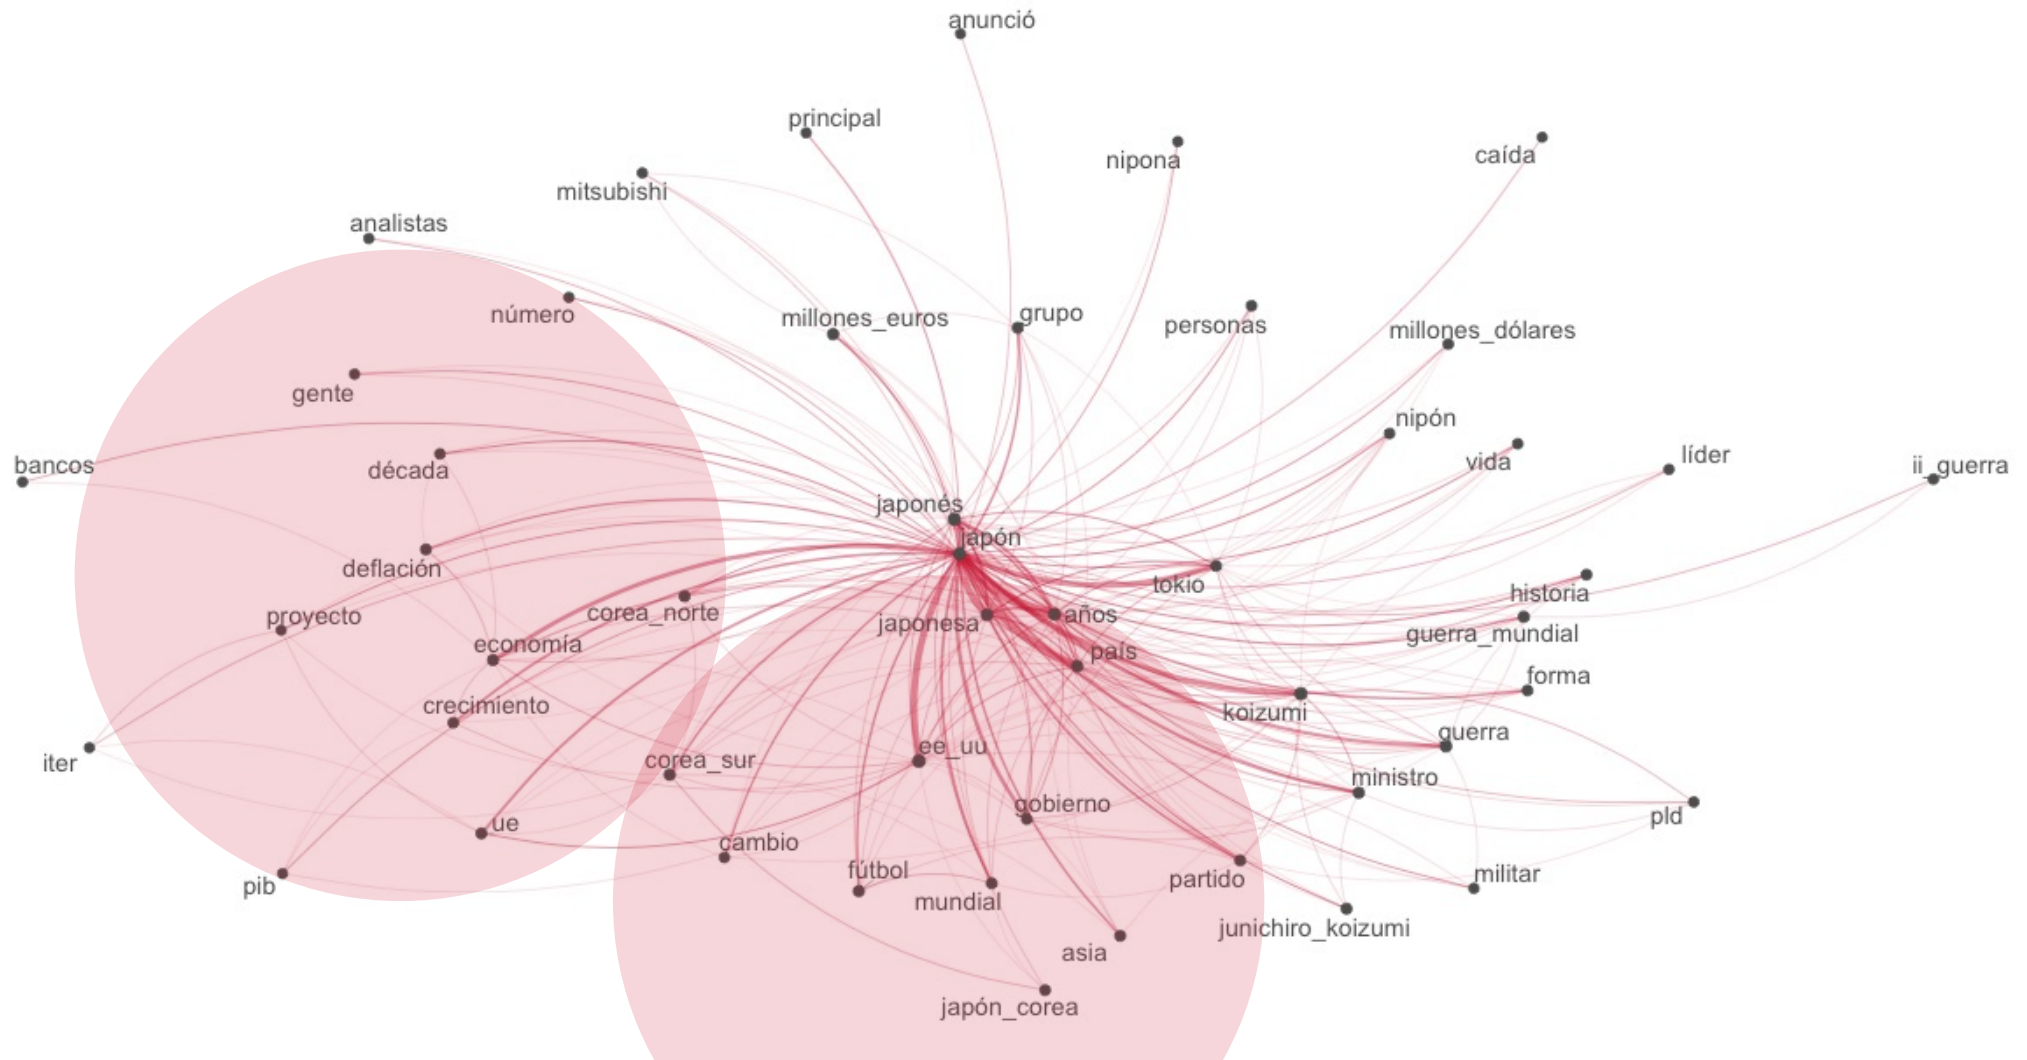 anunció
principal
nipona
caída
mitsubishi
analistas
número
millones_euros
grupo
personas
millones_dólares
gente
nipón
bancos
década
vida
líder
ii_guerra
japonés
japón
deflación
tokio
historia
proyecto
corea_norte
japonesa
años
guerra_mundial
economía
país
forma
crecimiento
koizumi
iter
corea_sur
ee_uu
guerra
ministro
gobierno
pld
ue
cambio
pib
fútbol
mundial
partido
militar
junichiro_koizumi
asia
japón_corea